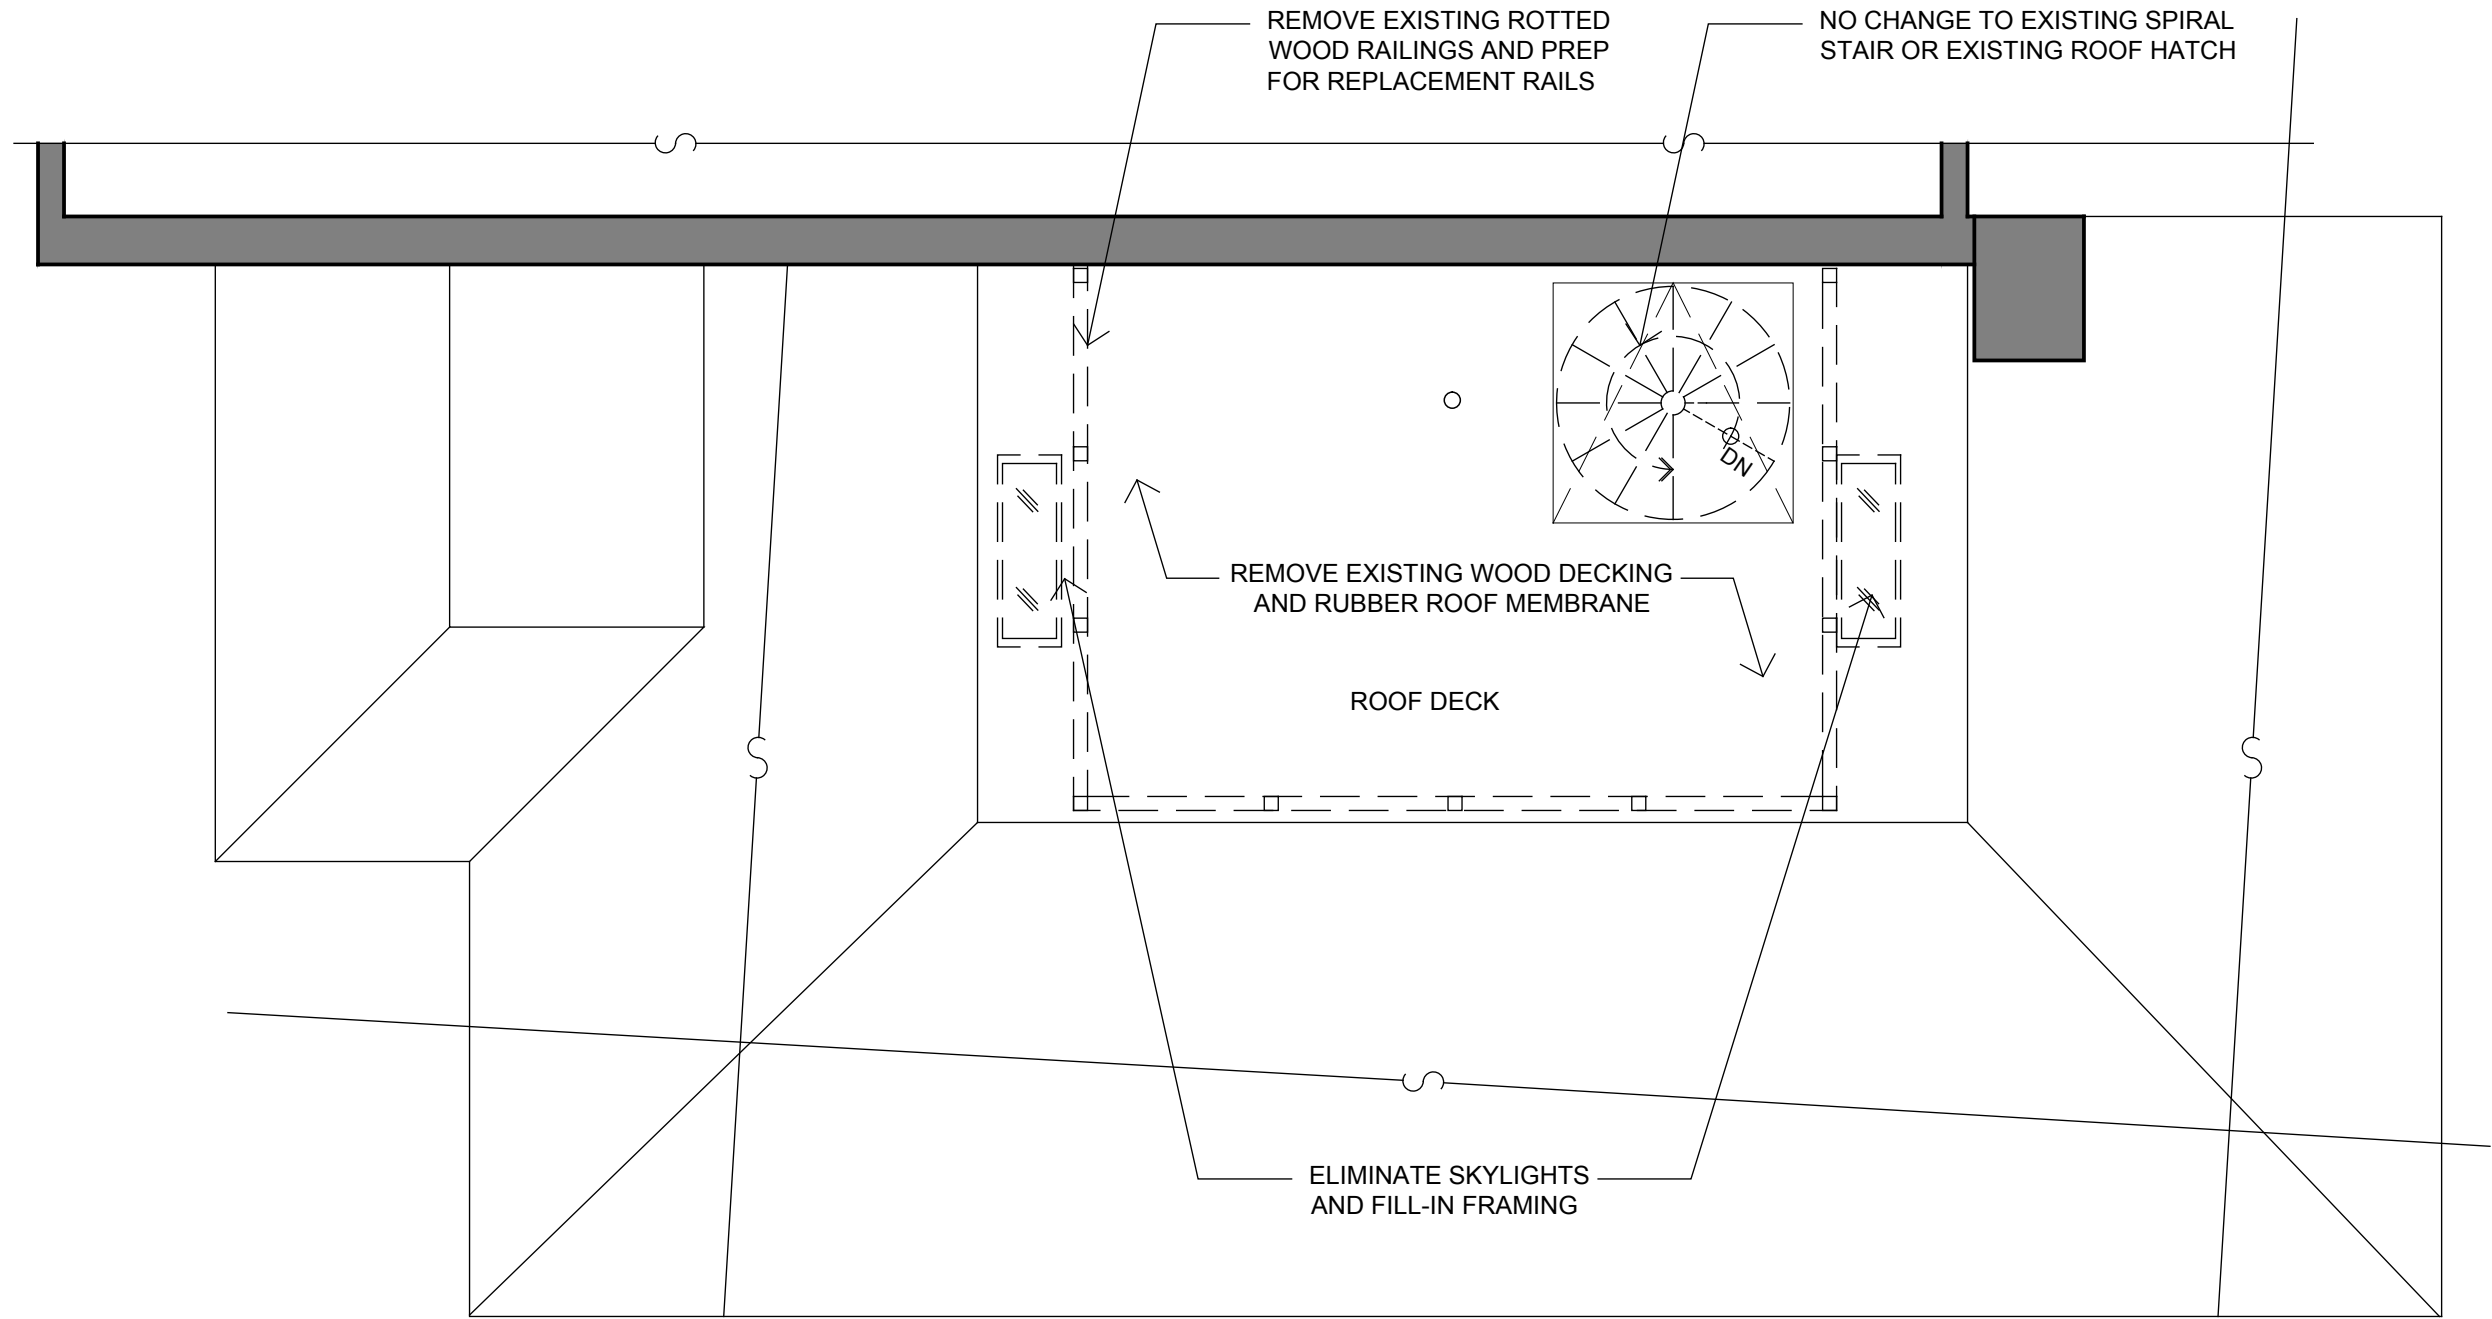 REMOVE EXISTING ROTTED
WOOD RAILINGS AND PREP
FOR REPLACEMENT RAILS
NO CHANGE TO EXISTING SPIRAL
STAIR OR EXISTING ROOF HATCH
DN
REMOVE EXISTING WOOD DECKING
AND RUBBER ROOF MEMBRANE
ROOF DECK
ELIMINATE SKYLIGHTS
AND FILL-IN FRAMING